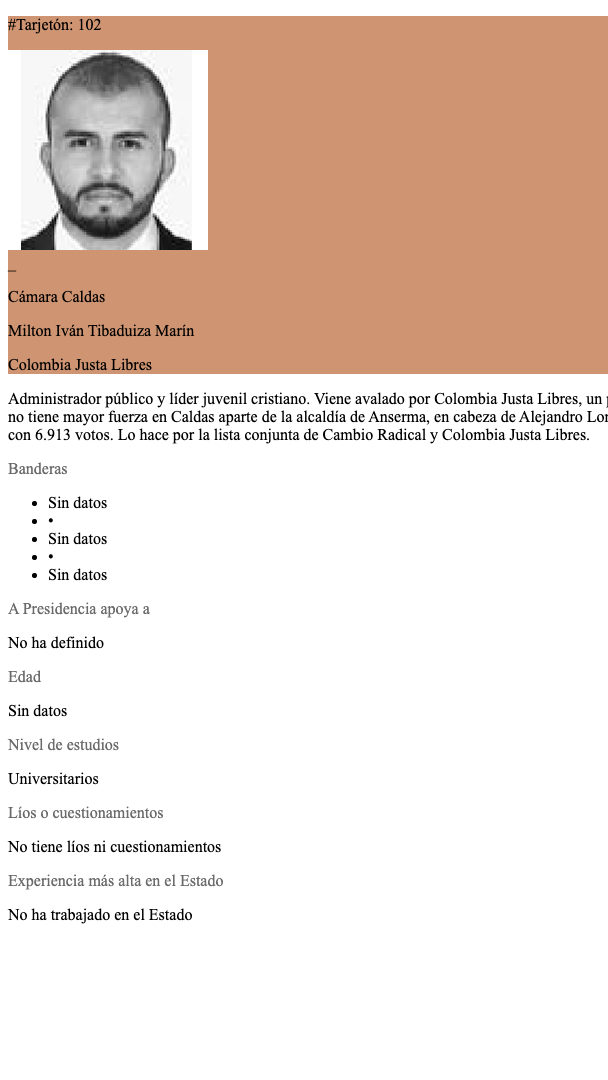 #Tarjetón: 102
_
Cámara Caldas
Milton Iván Tibaduiza Marín
Colombia Justa Libres
Administrador público y líder juvenil cristiano. Viene avalado por Colombia Justa Libres, un
no tiene mayor fuerza en Caldas aparte de la alcaldía de Anserma, en cabeza de Alejandro
con 6.913 votos. Lo hace por la lista conjunta de Cambio Radical y Colombia Justa Libres.
Banderas
• Sin datos
• •
• Sin datos
• •
• Sin datos
A Presidencia apoya a
No ha definido
Edad
Sin datos
Nivel de estudios
Universitarios
Líos o cuestionamientos
No tiene líos ni cuestionamientos
Experiencia más alta en el Estado
No ha trabajado en el Estado